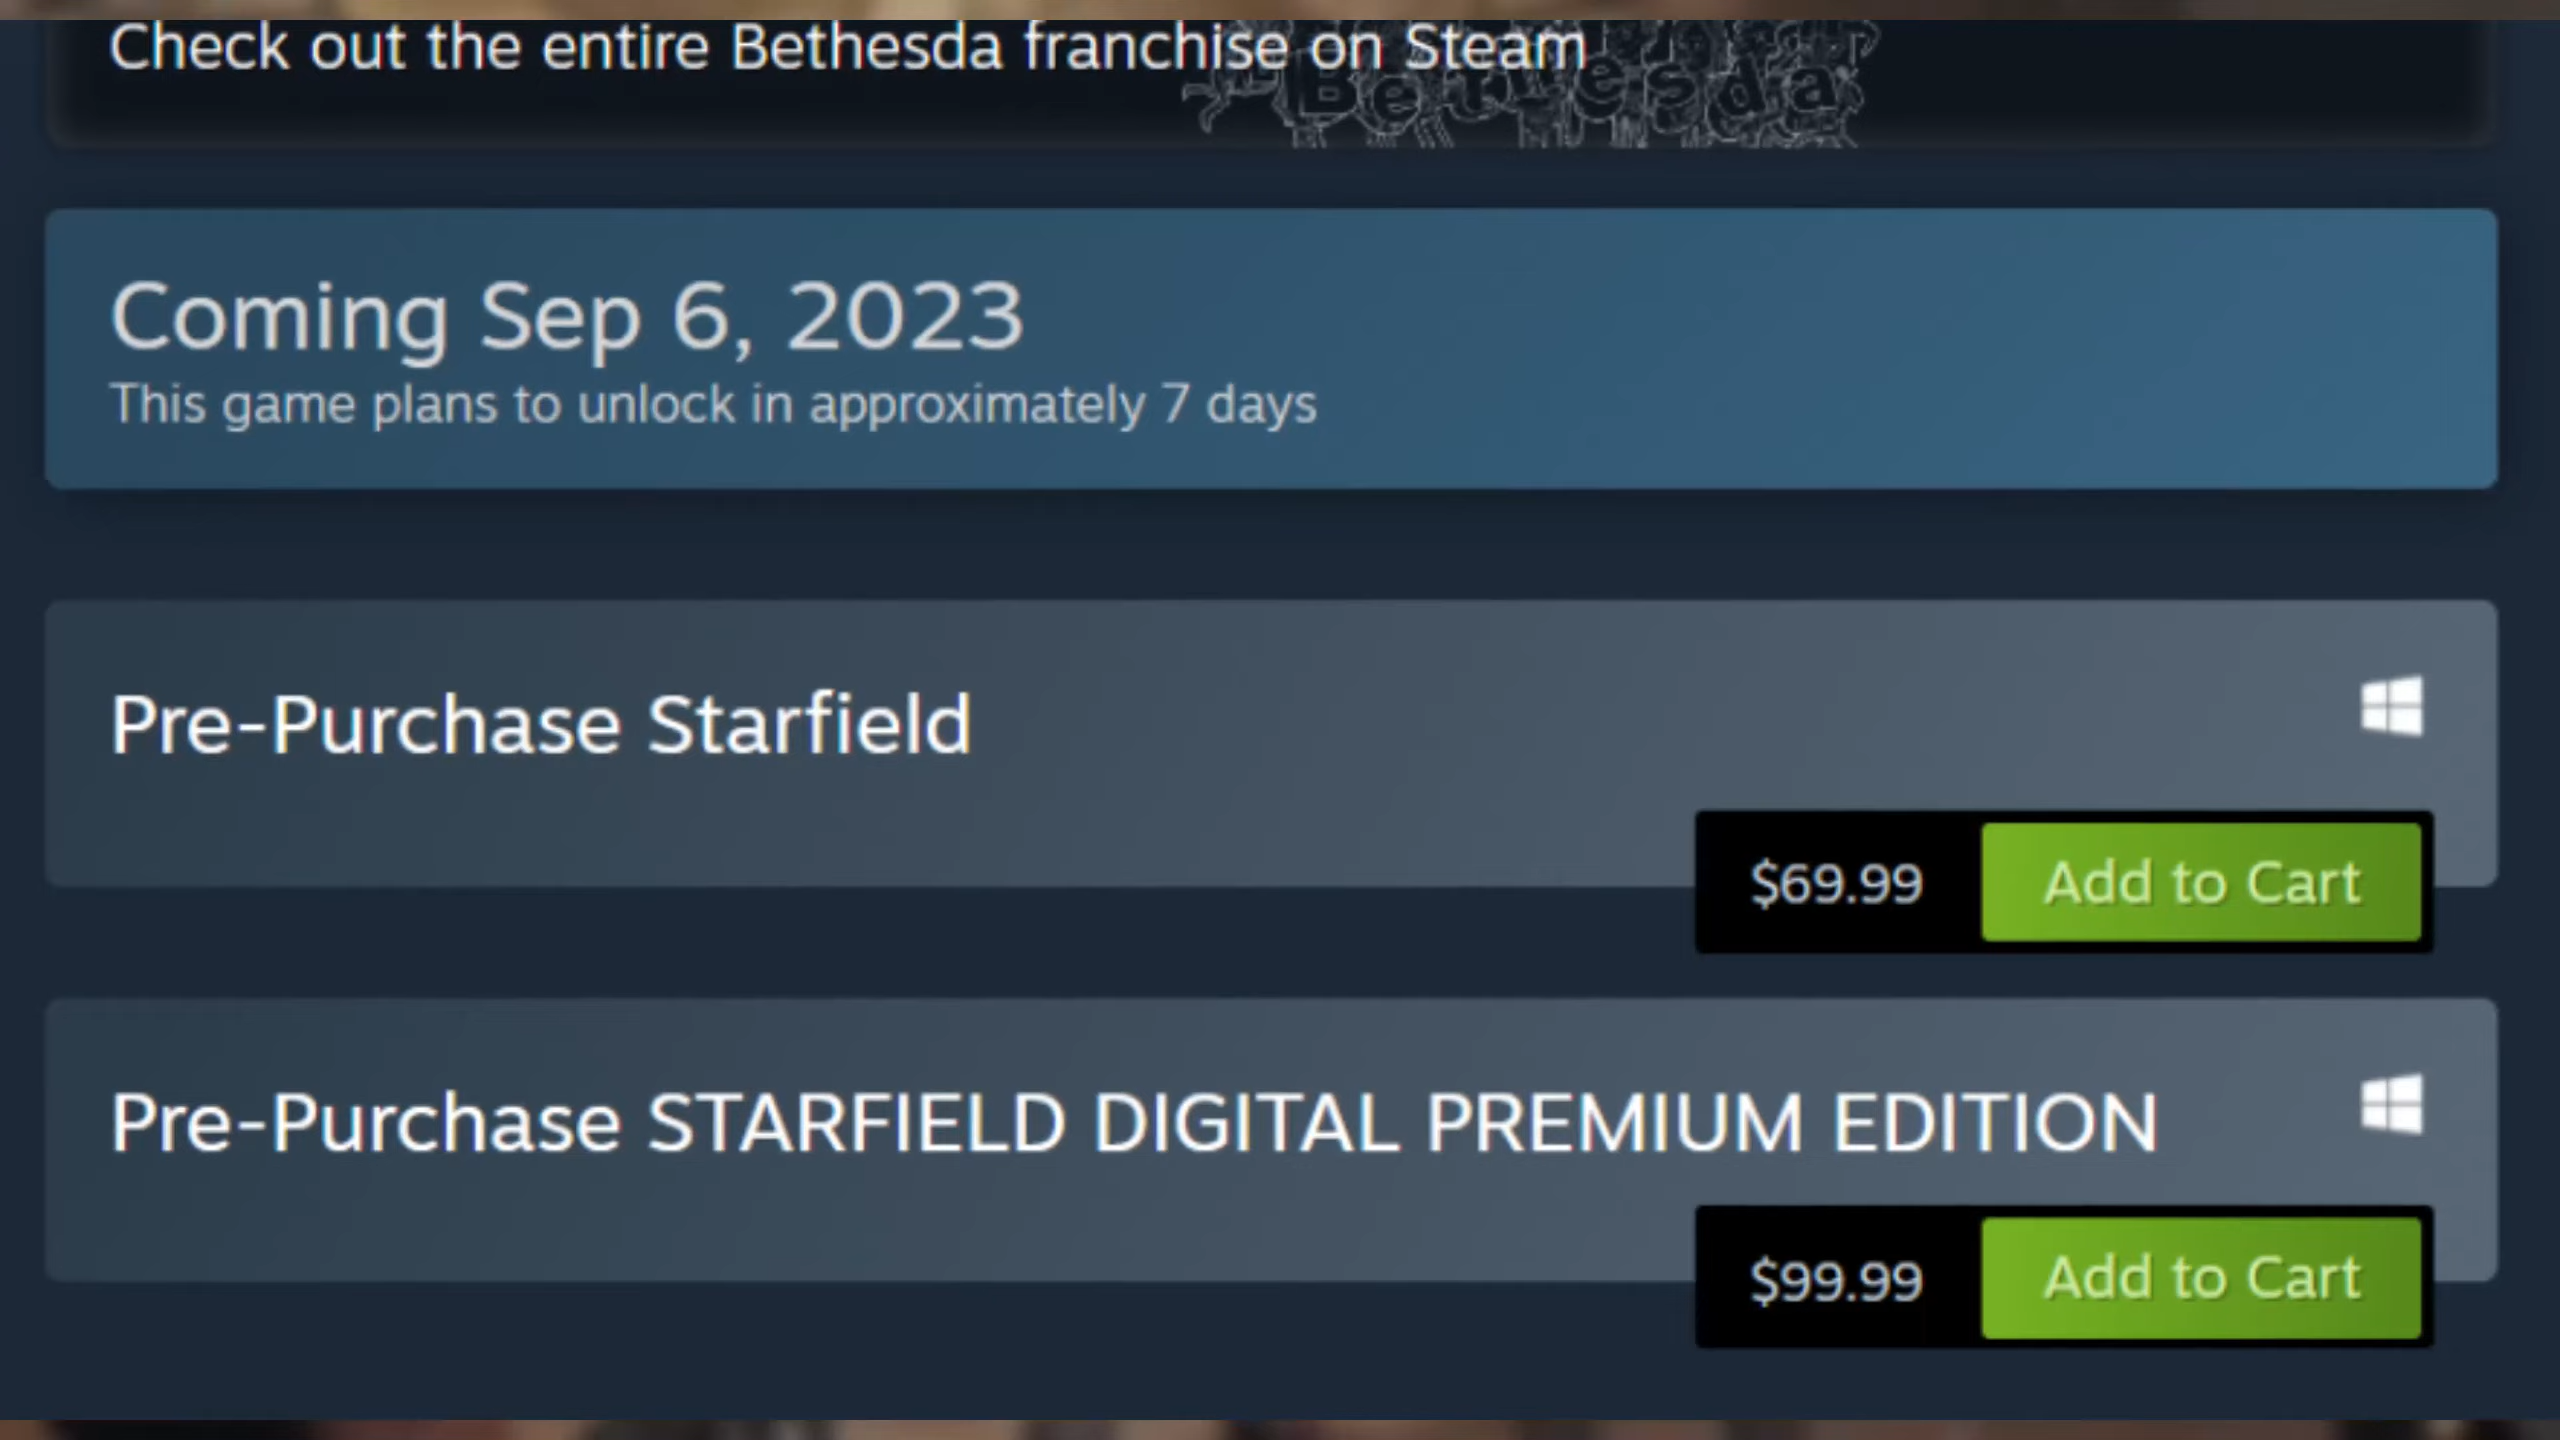 Check out the entire Bethesda franchise on Steam
Bethesda
Coming Sep 6, 2023
This game plans to unlock in approximately 7 days
Pre-Purchase Starfield
$69.99
Add to Cart
Pre-Purchase STARFIELD DIGITAL PREMIUM EDITION
$99.99
Add to Cart